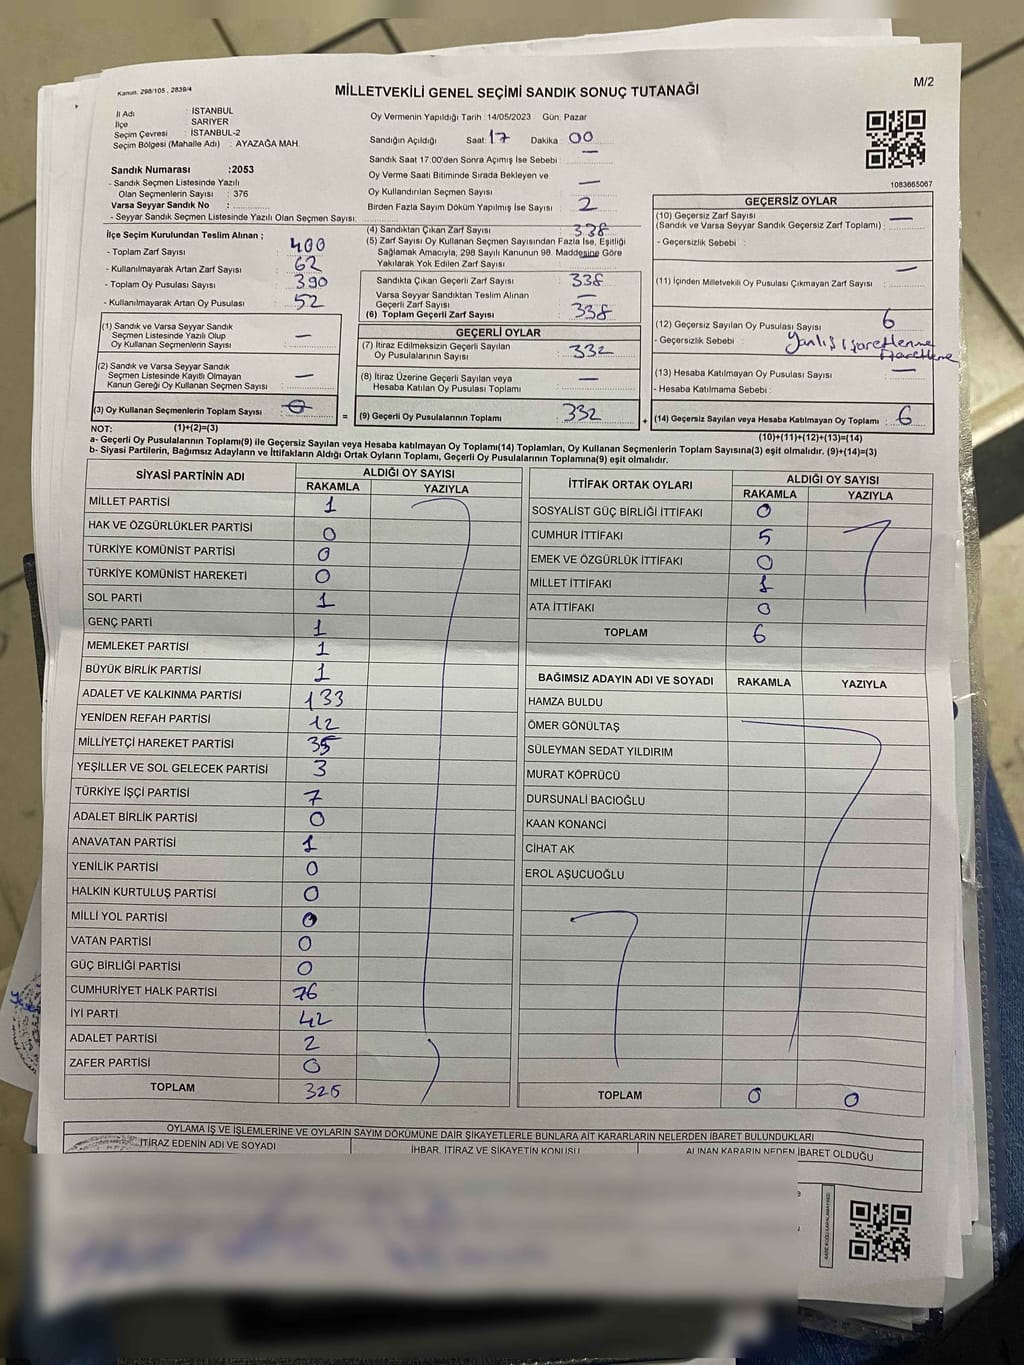 Kanun: 298/105 , 2839/4
MİLLETVEKİLİ GENEL SEÇİMİ SANDIK SONUÇ TUTANAĞI
M/2
İl Adı : İSTANBUL
İlçe : SARIYER
Seçim Çevresi : İSTANBUL-2
Seçim Bölgesi (Mahalle Adı) : AYAZAĞA MAH.
Oy Vermenin Yapıldığı Tarih :14/05/2023 Gün: Pazar
Sandığın Açıldığı Saat: 17 Dakika: 00
Sandık Saat 17:00'den Sonra Açımış İse Sebebi : —
Oy Verme Saati Bitiminde Sırada Bekleyen ve
Oy Kullandırılan Seçmen Sayısı —
Birden Fazla Sayım Döküm Yapılmış İse Sayısı : 2
1083665067
Sandık Numarası :2053
- Sandık Seçmen Listesinde Yazılı
Olan Seçmenlerin Sayısı : 376
Varsa Seyyar Sandık No :
- Seyyar Sandık Seçmen Listesinde Yazılı Olan Seçmen Sayısı:
İlçe Seçim Kurulundan Teslim Alınan ;
- Toplam Zarf Sayısı : 400
- Kullanılmayarak Artan Zarf Sayısı : 62
- Toplam Oy Pusulası : 390
- Kullanılmayarak Artan Oy Pusulası : 52
(1) Sandık ve Varsa Seyyar Sandık
Seçmen Listesinde Yazılı Olup
Oy Kullanan Seçmenlerin Sayısı : —
(2) Sandık ve Varsa Seyyar Sandık
Seçmen Listesinde Kayıtlı Olmayan
Kanun Gereği Oy Kullanan Seçmen Sayısı : —
(3) Oy Kullanan Seçmenlerin Toplam Sayısı : 0
(1)+(2)=(3)
(4) Sandıktan Çıkan Zarf Sayısı : 338
(5) Zarf Sayısı Oy Kullanan Seçmen Sayısından Fazla İse, Eşitliği
Sağlamak Amacıyla; 298 Sayılı Kanunun 98. Maddesine Göre
Yakılarak Yok Edilen Zarf Sayısı : —
Sandıkta Çıkan Geçerli Zarf Sayısı : 338
Varsa Seyyar Sandıktan Teslim Alınan
Geçerli Zarf Sayısı : —
(6) Toplam Geçerli Zarf Sayısı : 338
GEÇERLİ OYLAR
(7) İtiraz Edilmeksizin Geçerli Sayılan
Oy Pusulalarının Sayısı : 332
(8) İtiraz Üzerine Geçerli Sayılan veya
Hesaba Katılan Oy Pusulası Toplamı : —
= (9) Geçerli Oy Pusulalarının Toplamı : 332
GEÇERSİZ OYLAR
(10) Geçersiz Zarf Sayısı
(Sandık ve Varsa Seyyar Sandık Geçersiz Zarf Toplamı) : —
- Geçersizlik Sebebi :
(11) İçinden Milletvekili Oy Pusulası Çıkmayan Zarf Sayısı: —
(12) Geçersiz Sayılan Oy Pusulası Sayısı : 6
- Geçersizlik Sebebi : Yanlış işaretlenme
(13) Hesaba Katılmayan Oy Pusulası Sayısı : —
- Hesaba Katılmama Sebebi :
+ (14) Geçersiz Sayılan veya Hesaba Katılmayan Oy Toplamı : 6
(10)+(11)+(12)+(13)=(14)
NOT:
a- Geçerli Oy Pusulalarının Toplamı(9) ile Geçersiz Sayılan veya Hesaba katılmayan Oy Toplamı(14) Toplamları, Oy Kullanan Seçmenlerin Toplam Sayısına(3) eşit olmalıdır. (9)+(14)=(3)
b- Siyasi Partilerin, Bağımsız Adayların ve İttifakların Aldığı Ortak Oyların Toplamı, Geçerli Oy Pusulalarının Toplamına(9) eşit olmalıdır.
SİYASİ PARTİNİN ADI ALDIĞI OY SAYISI
RAKAMLA YAZIYLA
MİLLET PARTİSİ 1
HAK VE ÖZGÜRLÜKLER PARTİSİ 0
TÜRKİYE KOMÜNİST PARTİSİ 0
TÜRKİYE KOMÜNİST HAREKETİ 0
SOL PARTİ 1
GENÇ PARTİ 1
MEMLEKET PARTİSİ 1
BÜYÜK BİRLİK PARTİSİ 1
ADALET VE KALKINMA PARTİSİ 133
YENİDEN REFAH PARTİSİ 12
MİLLİYETÇİ HAREKET PARTİSİ 35
YEŞİLLER VE SOL GELECEK PARTİSİ 3
TÜRKİYE İŞÇİ PARTİSİ 7
ADALET BİRLİK PARTİSİ 0
ANAVATAN PARTİSİ 1
YENİLİK PARTİSİ 0
HALKIN KURTULUŞ PARTİSİ 0
MİLLİ YOL PARTİSİ 0
VATAN PARTİSİ 0
GÜÇ BİRLİĞİ PARTİSİ 0
CUMHURİYET HALK PARTİSİ 76
İYİ PARTİ 42
ADALET PARTİSİ 2
ZAFER PARTİSİ 0
TOPLAM 326
İTTİFAK ORTAK OYLARI ALDIĞI OY SAYISI
RAKAMLA YAZIYLA
SOSYALİST GÜÇ BİRLİĞİ İTTİFAKI 0
CUMHUR İTTİFAKI 5
EMEK VE ÖZGÜRLÜK İTTİFAKI 0
MİLLET İTTİFAKI 1
ATA İTTİFAKI 0
TOPLAM 6
BAĞIMSIZ ADAYIN ADI VE SOYADI RAKAMLA YAZIYLA
HAMZA BULDU
ÖMER GÖNÜLTAŞ
SÜLEYMAN SEDAT YILDIRIM
MURAT KÖPRÜCÜ
DURSUNALİ BACIOĞLU
KAAN KONANCİ
CİHAT AK
EROL AŞUCUOĞLU
TOPLAM 0 0
OYLAMA İŞ VE İŞLEMLERİNE VE OYLARIN SAYIM DÖKÜMÜNE DAİR ŞİKAYETLERLE BUNLARA AİT KARARLARIN NELERDEN İBARET BULUNDUKLARI
İTİRAZ EDENİN ADI VE SOYADI İHBAR, İTİRAZ VE ŞİKAYETİN KONUSU ALINAN KARARIN NEDEN İBARET OLDUĞU